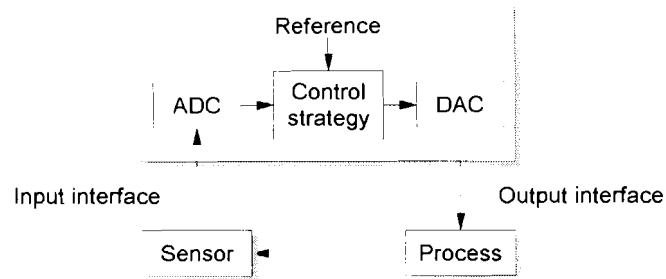 Reference
ADC
Control
strategy
DAC
Input interface
Output interface
Sensor
Process